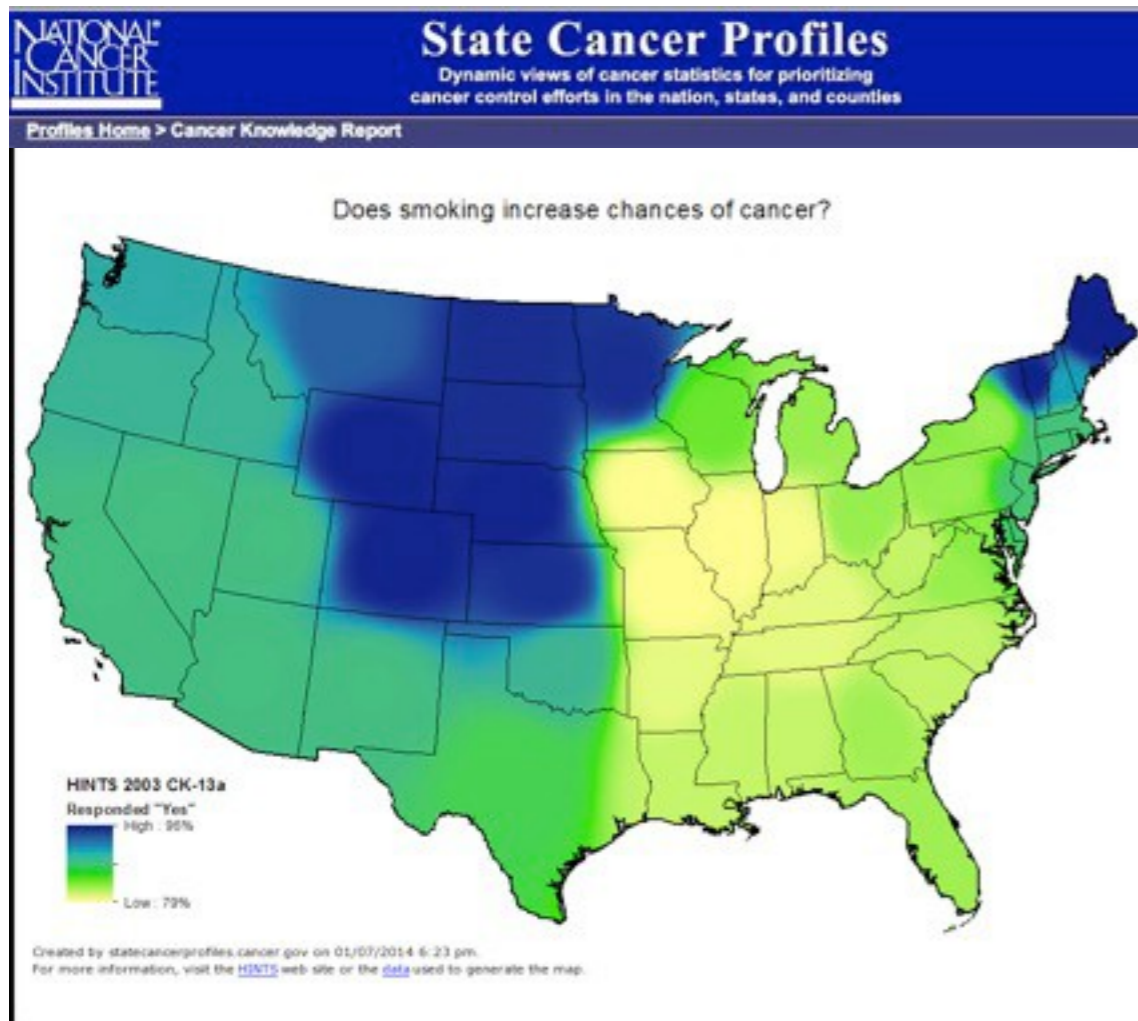 NATIONAL
CANCER
INSTITUTE
State Cancer Profiles
Dynamic views of cancer statistics for prioritizing
cancer control efforts in the nation, states, and counties
Profiles Home > Cancer Knowledge Report
Does smoking increase chances of cancer?
HINTS 2003 CK-13a
Responded "Yes"
High : 96%
Low : 79%
Created by statecancerprofiles.cancer.gov on 01/07/2014 6:23 pm.
For more information, visit the HINTS web site or the data used to generate the map.